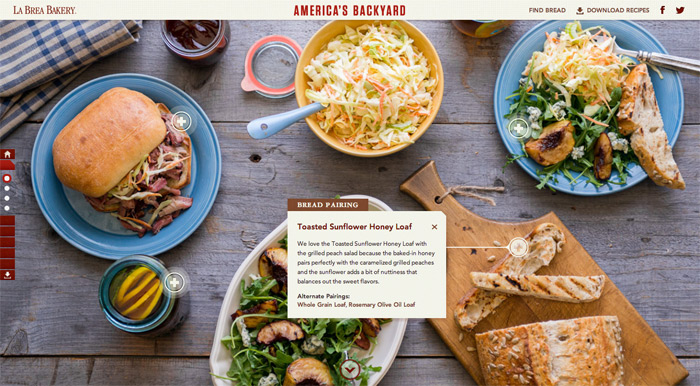 LA BREA BAKERY.
AMERICA'S BACKYARD
FIND BREAD
DOWNLOAD RECIPES
BREAD PAIRING
Toasted Sunflower Honey Loaf
We love the Toasted Sunflower Honey Loaf with
the grilled peach salad because the baked-in honey
pairs perfectly with the caramelized grilled peaches
and the sunflower adds a bit of nuttiness that
balances out the sweet flavors.
Alternate Pairings:
Whole Grain Loaf, Rosemary Olive Oil Loaf